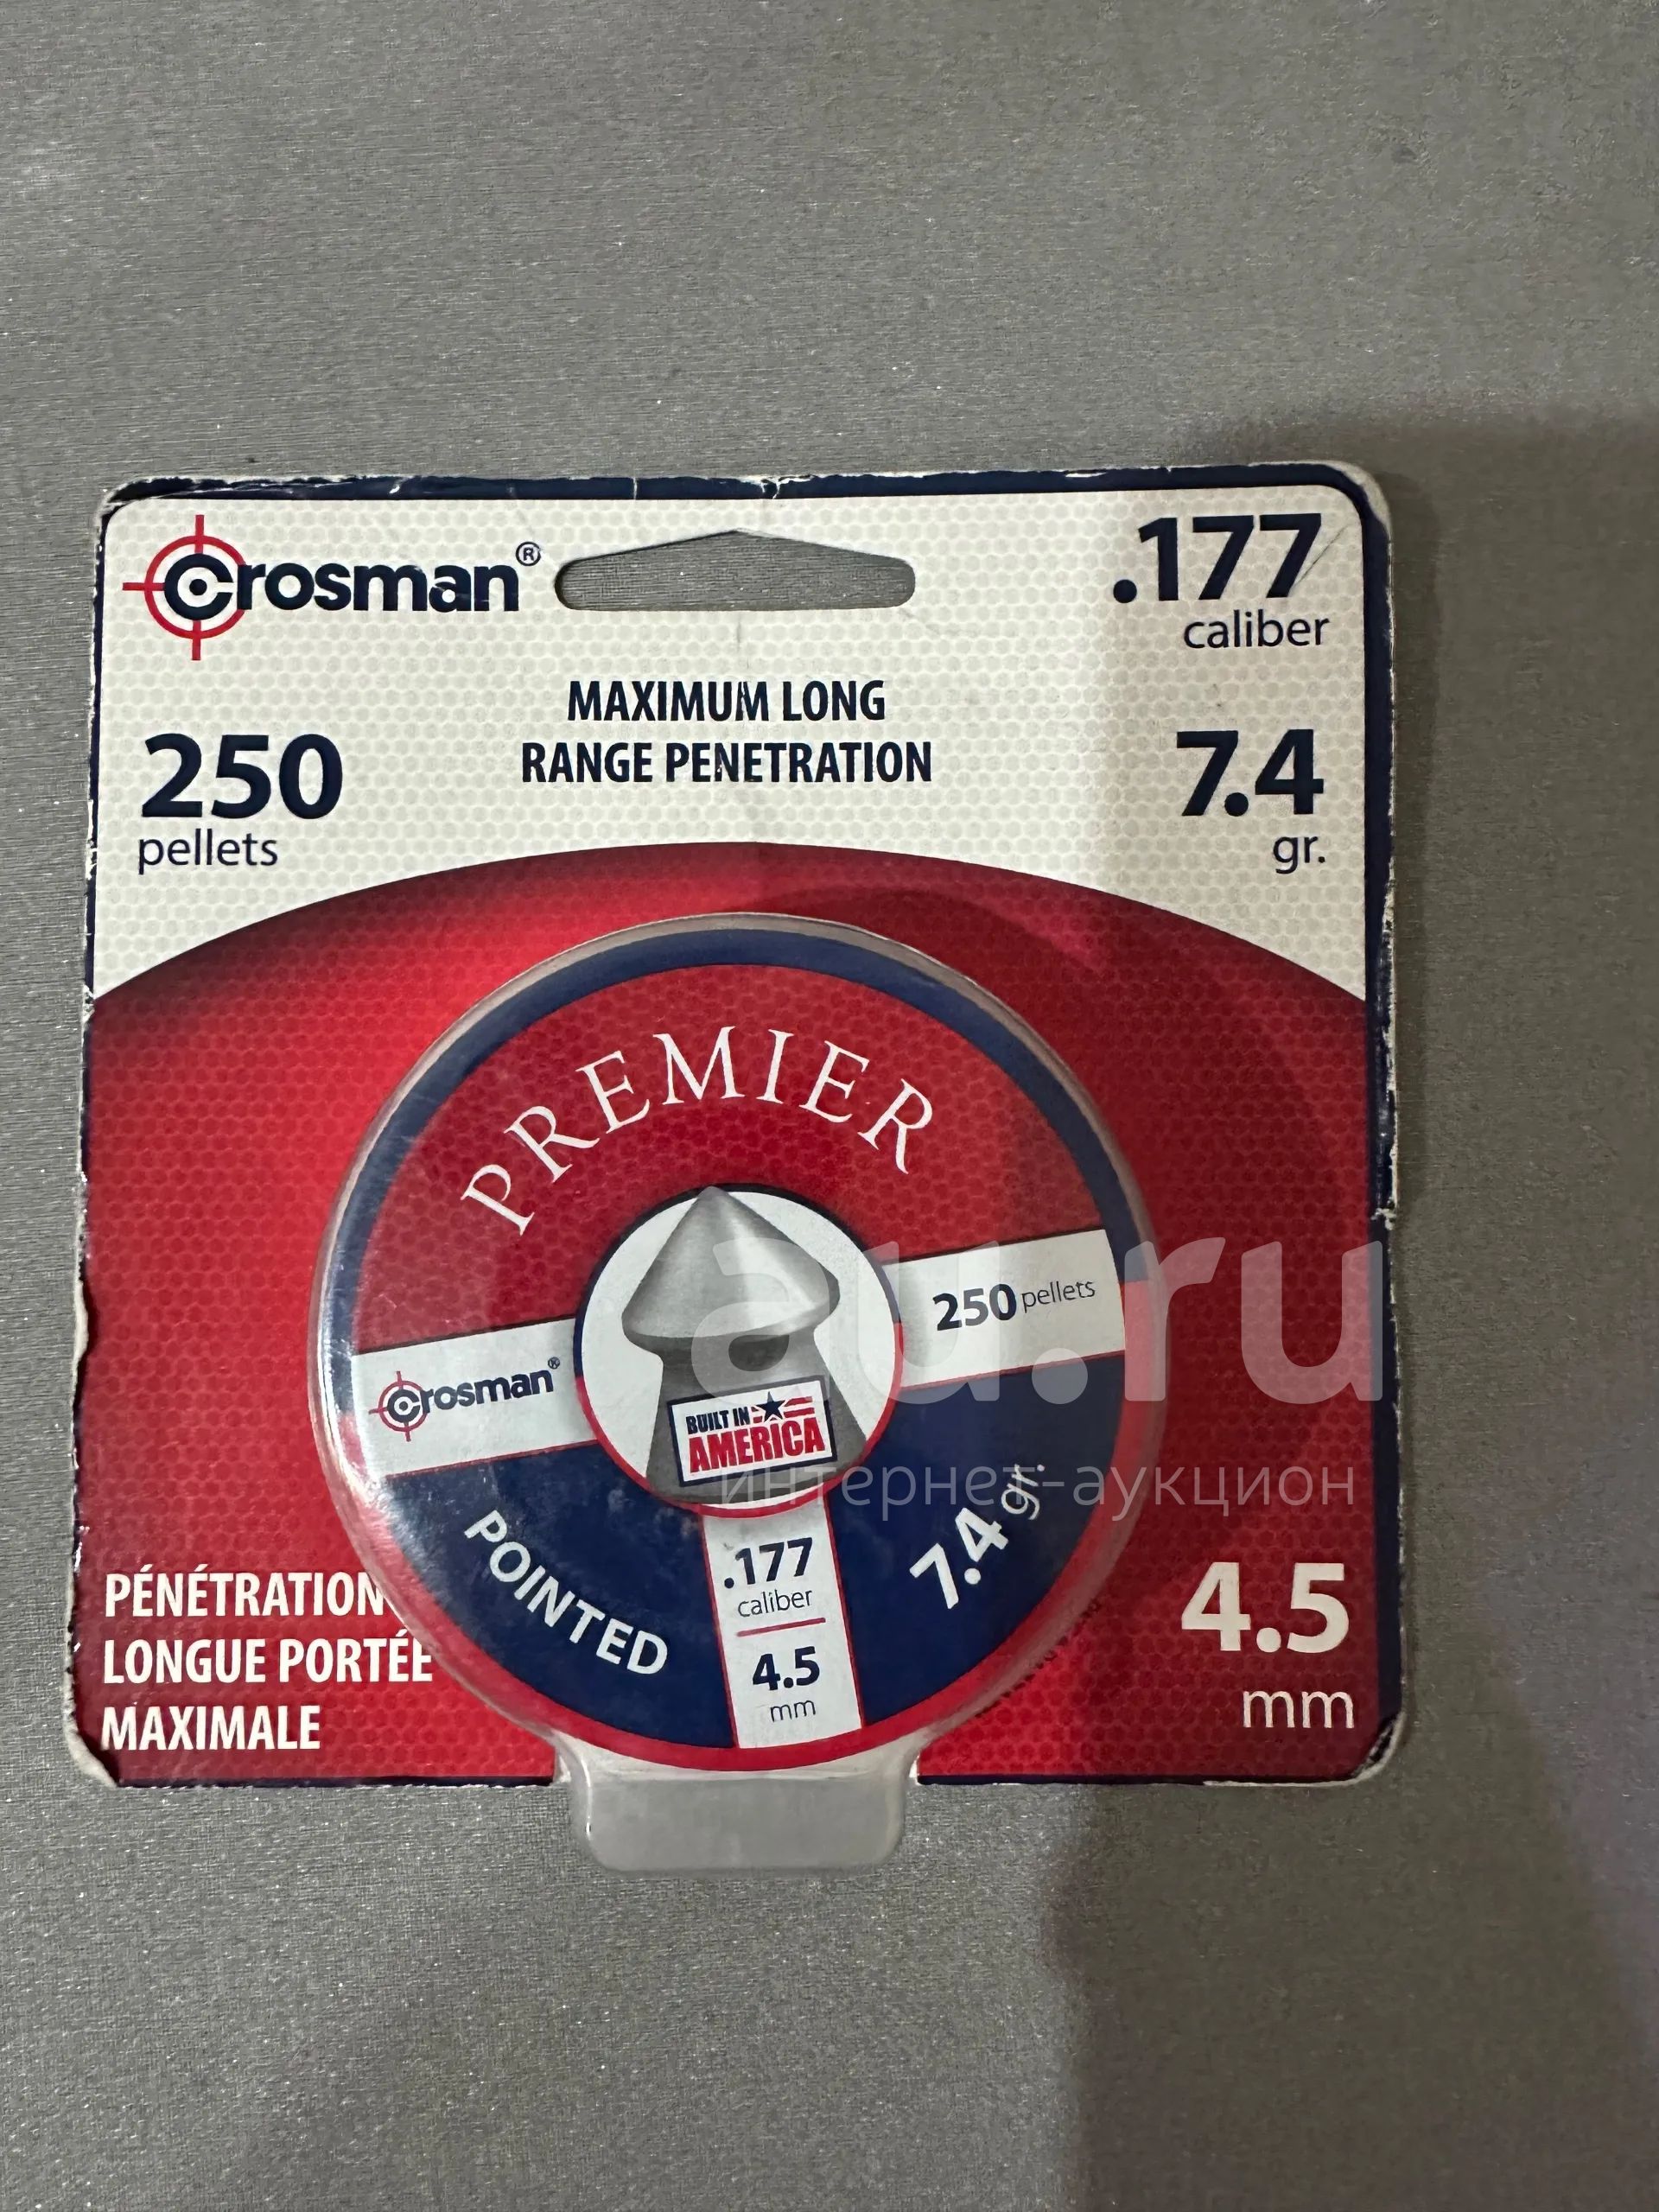 Crosman®
.177
caliber
MAXIMUM LONG
RANGE PENETRATION
250
pellets
7.4
gr.
PREMIER
250 pellets
Crosman®
BUILT IN
AMERICA
POINTED
7.4 gr.
.177
caliber
4.5
mm
PÉNÉTRATION
LONGUE PORTÉE
MAXIMALE
4.5
mm
au.ru
интернет-аукцион